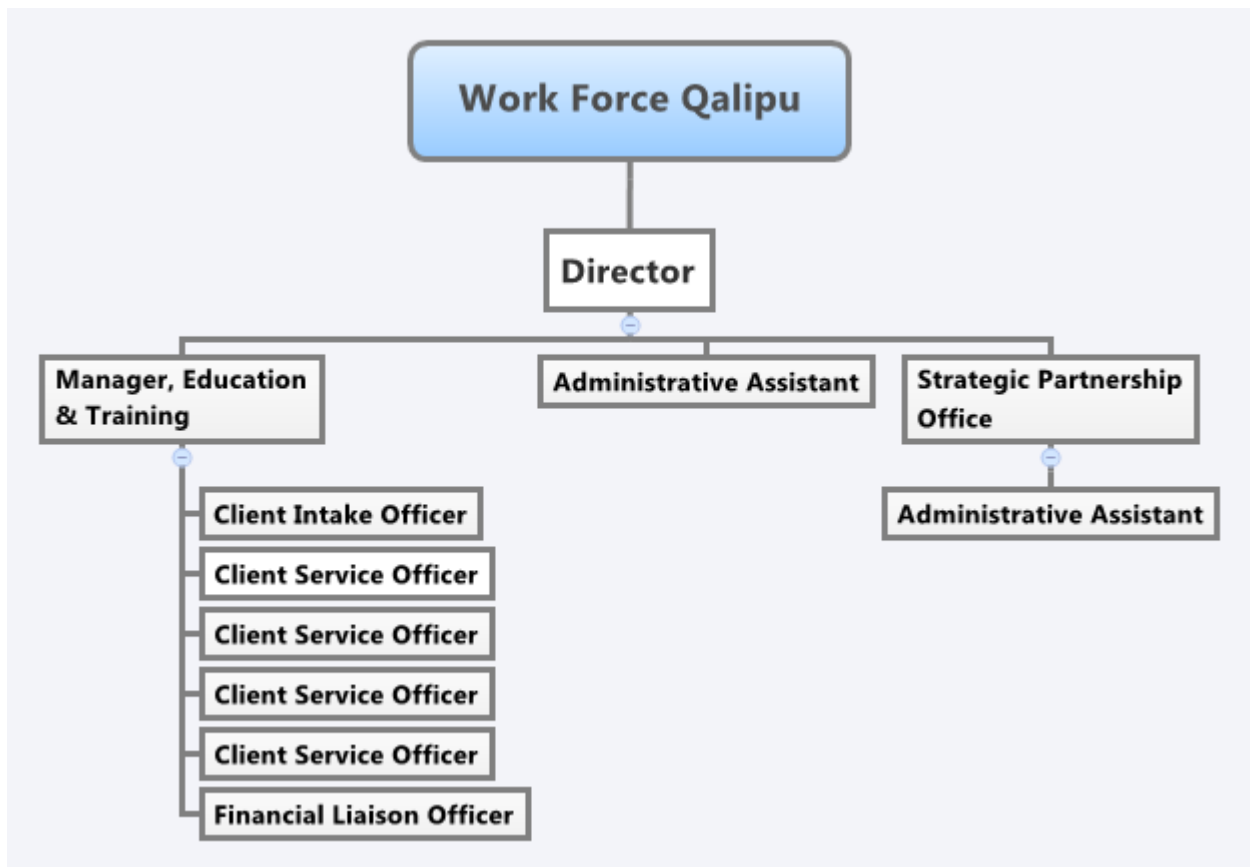 Work Force Qalipu
Director
Manager, Education
& Training
Administrative Assistant
Strategic Partnership
Office
Client Intake Officer
Client Service Officer
Client Service Officer
Client Service Officer
Client Service Officer
Financial Liaison Officer
Administrative Assistant